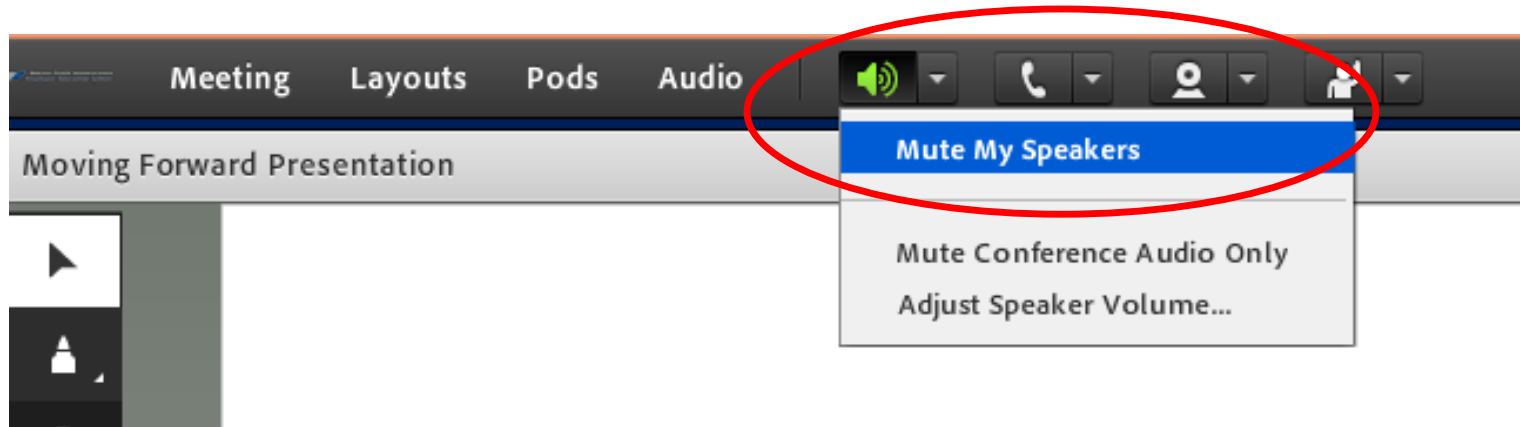 Meeting Layouts Pods Audio
Mute My Speakers
Moving Forward Presentation
Mute Conference Audio Only
Adjust Speaker Volume...